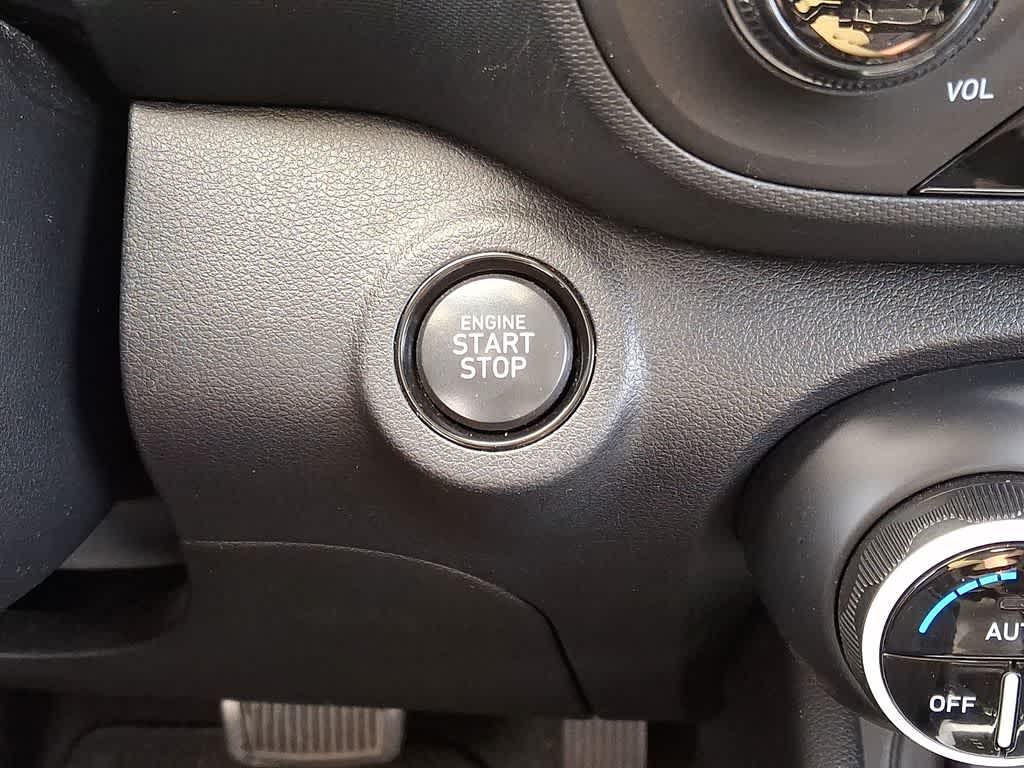 VOL
ENGINE
START
STOP
OFF